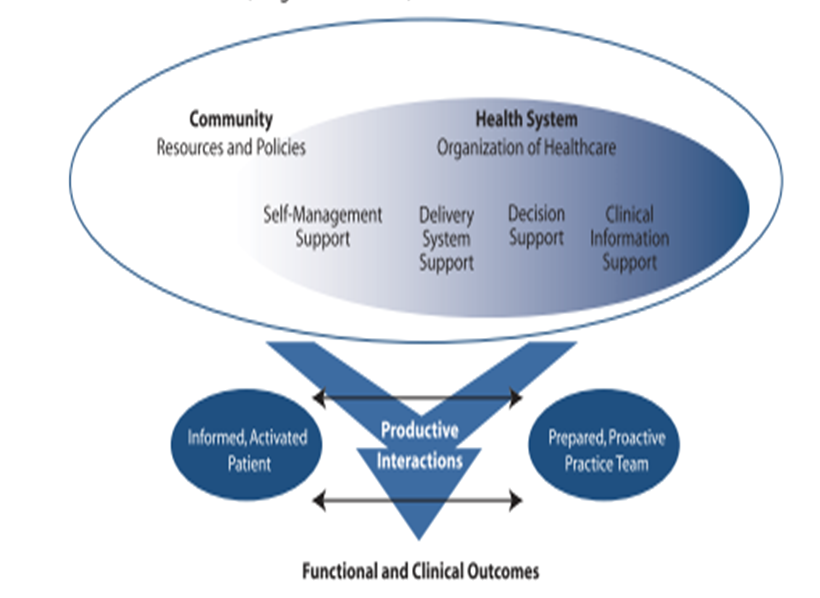 Community
Resources and Policies
Health System
Organization of Healthcare
Self-Management
Support
Delivery
System
Support
Decision
Support
Clinical
Information
Support
Informed, Activated
Patient
Productive
Interactions
Prepared, Proactive
Practice Team
Functional and Clinical Outcomes